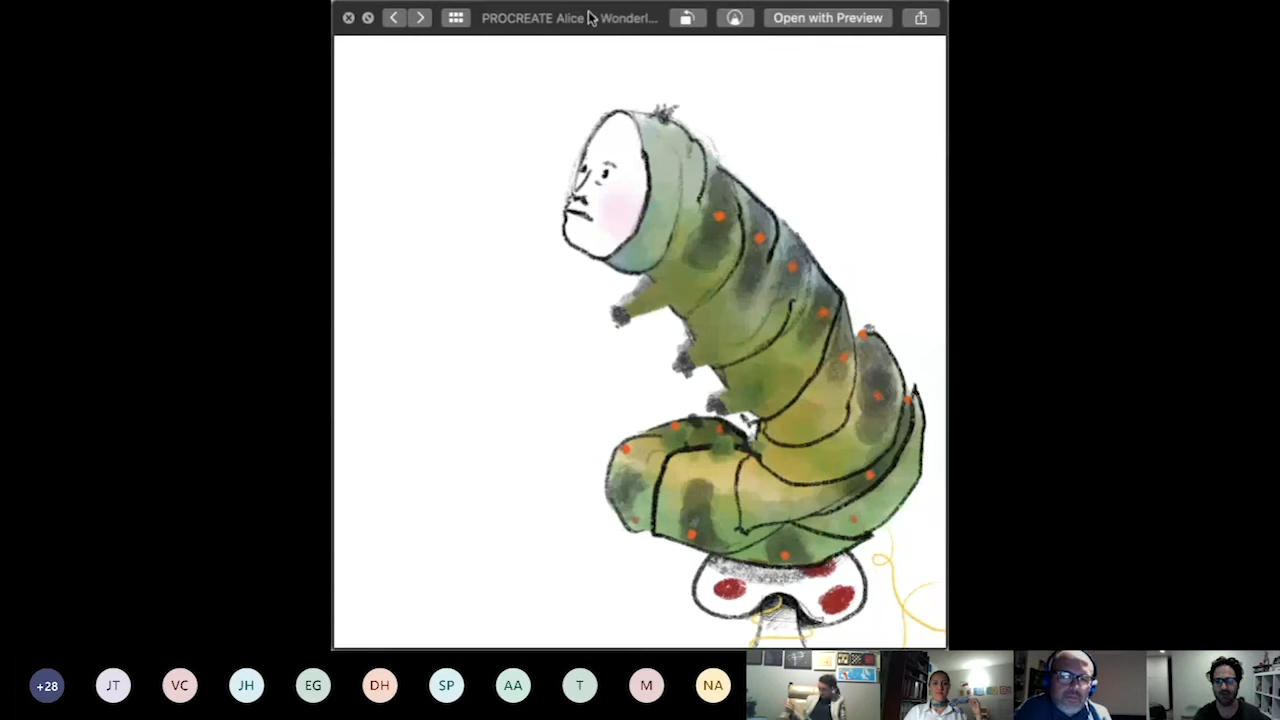 PROCREATE Alice Wonderl...
Open with Preview
+28
JT
VC
JH
EG
DH
SP
AA
T
M
NA